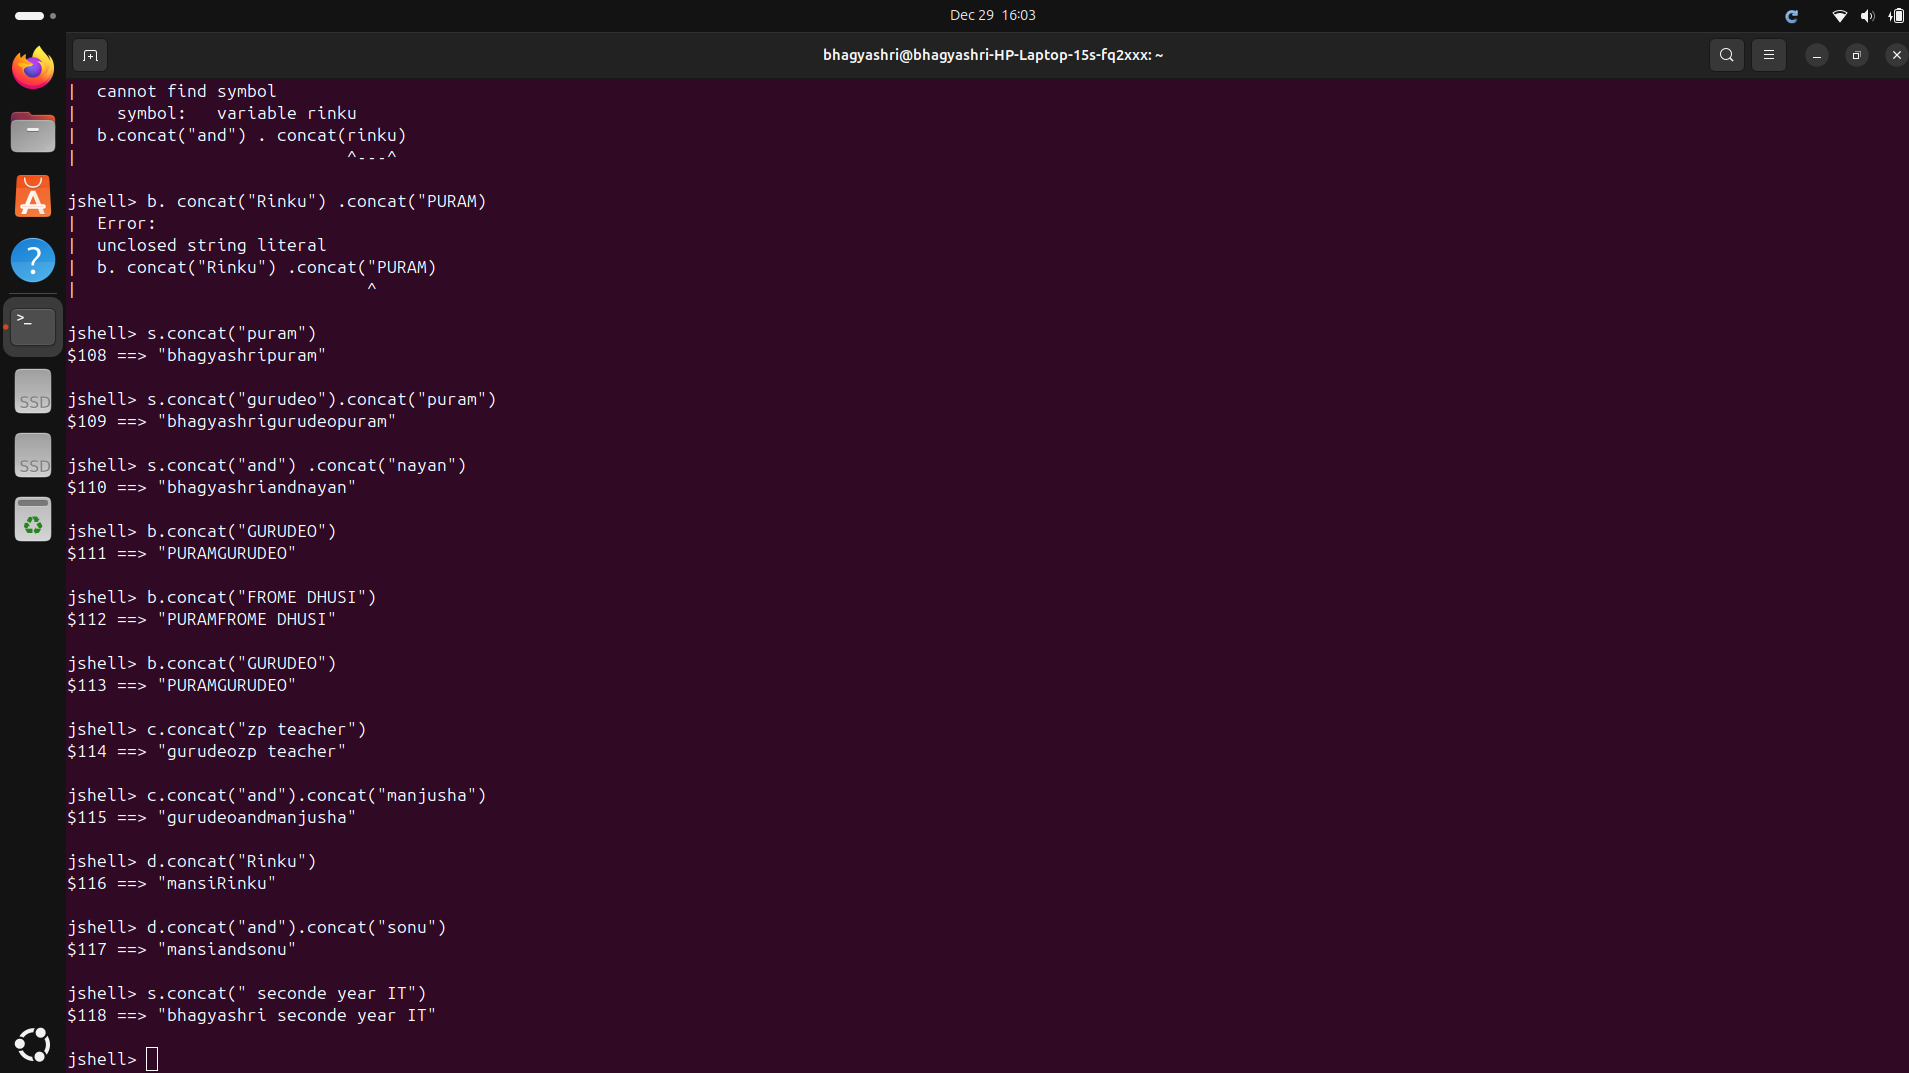 Dec 29 16:03
bhagyashri@bhagyashri-HP-Laptop-15s-fq2xxx: ~
| cannot find symbol
|   symbol:   variable rinku
| b.concat("and") . concat(rinku)
|                          ^---^
jshell> b. concat("Rinku") .concat("PURAM)
| Error:
| unclosed string literal
| b. concat("Rinku") .concat("PURAM)
|                             ^
jshell> s.concat("puram")
$108 ==> "bhagyashripuram"
jshell> s.concat("gurudeo").concat("puram")
$109 ==> "bhagyashrigurudeopuram"
jshell> s.concat("and") .concat("nayan")
$110 ==> "bhagyashriandnayan"
jshell> b.concat("GURUDEO")
$111 ==> "PURAMGURUDEO"
jshell> b.concat("FROME DHUSI")
$112 ==> "PURAMFROME DHUSI"
jshell> b.concat("GURUDEO")
$113 ==> "PURAMGURUDEO"
jshell> c.concat("zp teacher")
$114 ==> "gurudeozp teacher"
jshell> c.concat("and").concat("manjusha")
$115 ==> "gurudeoandmanjusha"
jshell> d.concat("Rinku")
$116 ==> "mansiRinku"
jshell> d.concat("and").concat("sonu")
$117 ==> "mansiandsonu"
jshell> s.concat(" seconde year IT")
$118 ==> "bhagyashri seconde year IT"
jshell>
SSD
SSD